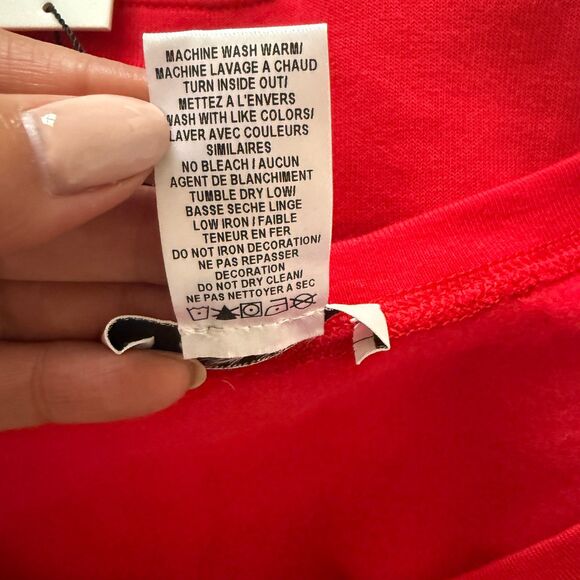 MACHINE WASH WARM/
MACHINE LAVAGE A CHAUD
TURN INSIDE OUT/
METTEZ A L'ENVERS
WASH WITH LIKE COLORS/
LAVER AVEC COULEURS
SIMILAIRES
NO BLEACH / AUCUN
AGENT DE BLANCHIMENT
TUMBLE DRY LOW/
BASSE SECHE LINGE
LOW IRON / FAIBLE
TENEUR EN FER
DO NOT IRON DECORATION/
NE PAS REPASSER
DECORATION
DO NOT DRY CLEAN/
NE PAS NETTOYER A SEC